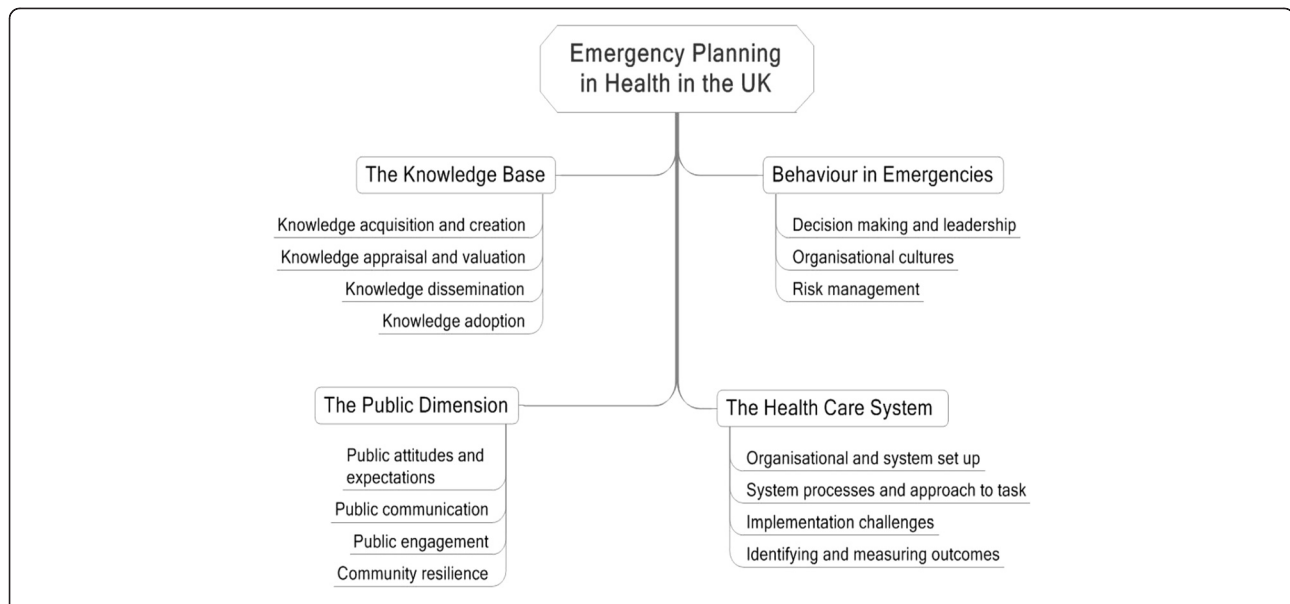 Emergency Planning
in Health in the UK
The Knowledge Base
Knowledge acquisition and creation
Knowledge appraisal and valuation
Knowledge dissemination
Knowledge adoption
Behaviour in Emergencies
Decision making and leadership
Organisational cultures
Risk management
The Public Dimension
Public attitudes and
expectations
Public communication
Public engagement
Community resilience
The Health Care System
Organisational and system set up
System processes and approach to task
Implementation challenges
Identifying and measuring outcomes